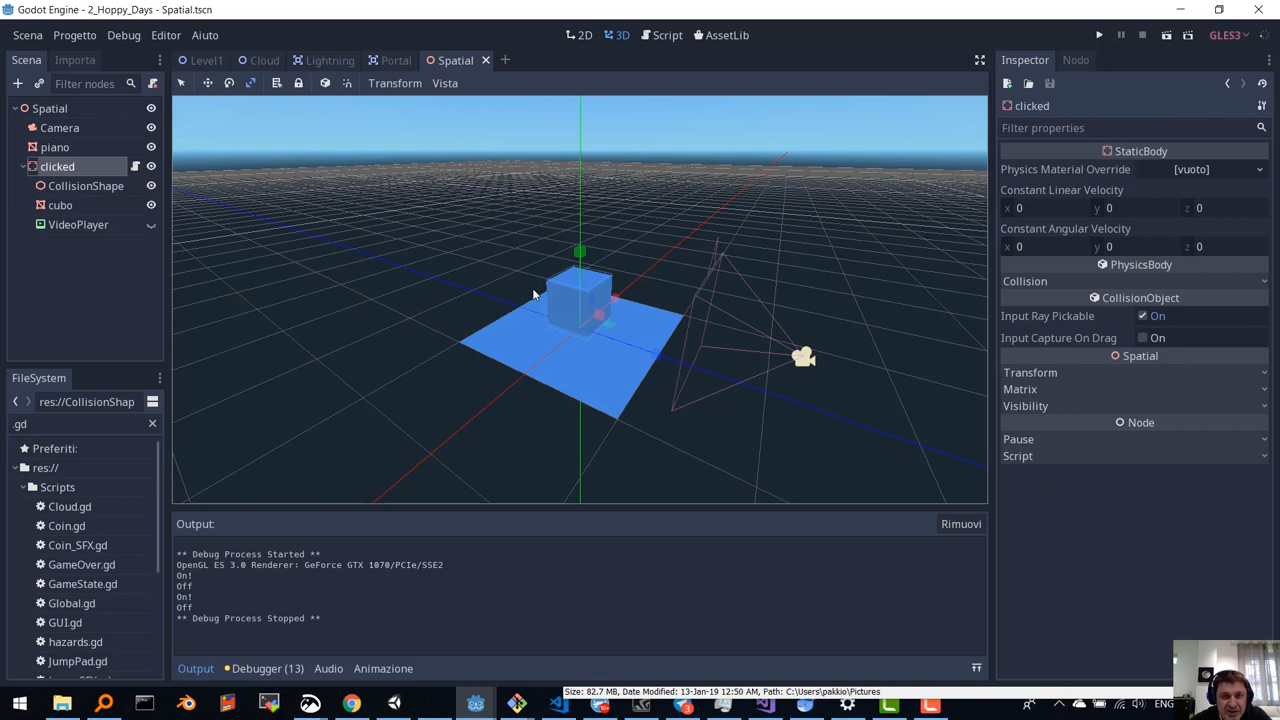 Godot Engine - 2_Hoppy_Days - Spatial.tscn
Scena Progetto Debug Editor Aiuto
2D 3D Script AssetLib
GLES3
Scena Importa
Level1 Cloud Lightning Portal Spatial
Inspector Nodo
Filter nodes
Transform Vista
Spatial
Camera
piano
clicked
CollisionShape
cubo
VideoPlayer
clicked
Filter properties
StaticBody
Physics Material Override [vuoto]
Constant Linear Velocity
x 0 y 0 z 0
Constant Angular Velocity
x 0 y 0 z 0
PhysicsBody
Collision
CollisionObject
Input Ray Pickable On
Input Capture On Drag On
Spatial
Transform
Matrix
Visibility
Node
Pause
Script
FileSystem
res://CollisionShap
.gd
Preferiti:
res://
Scripts
Cloud.gd
Coin.gd
Coin_SFX.gd
GameOver.gd
GameState.gd
Global.gd
GUI.gd
hazards.gd
JumpPad.gd
Output:
Rimuovi
** Debug Process Started **
OpenGL ES 3.0 Renderer: GeForce GTX 1070/PCIe/SSE2
On!
Off
On!
Off
** Debug Process Stopped **
Output Debugger (13) Audio Animazione
Size: 82.7 MB, Date Modified: 13-Jan-19 12:50 AM, Path: C:\Users\pakkio\Pictures
ENG